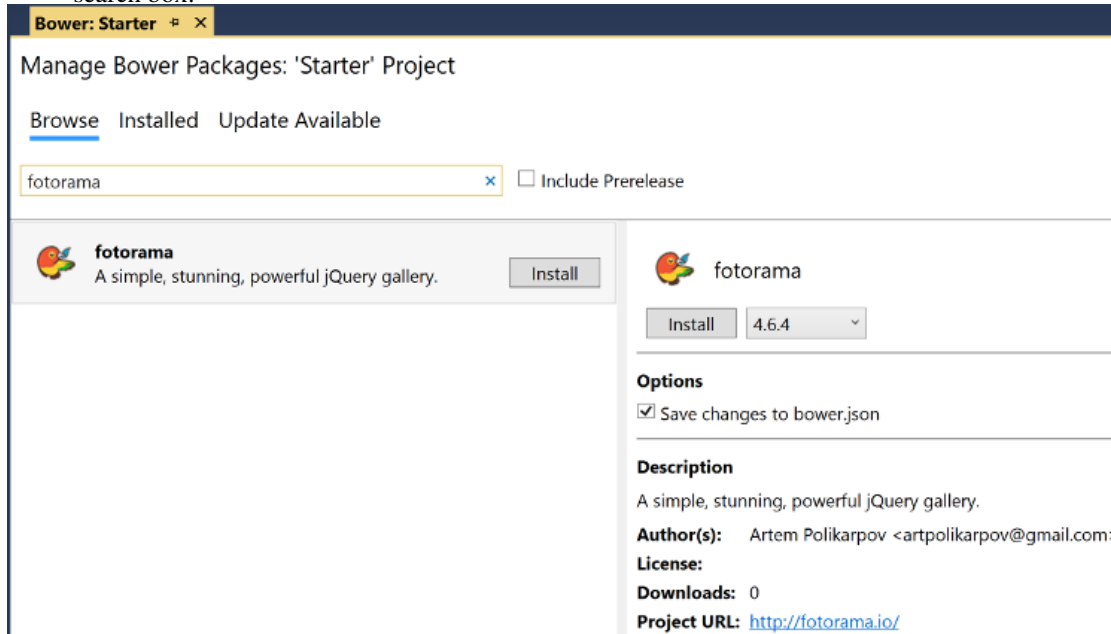 search box.
Bower: Starter
Manage Bower Packages: 'Starter' Project
Browse Installed Update Available
fotorama
Include Prerelease
fotorama
A simple, stunning, powerful jQuery gallery.
Install
fotorama
Install 4.6.4
Options
Save changes to bower.json
Description
A simple, stunning, powerful jQuery gallery.
Author(s): Artem Polikarpov <artpolikarpov@gmail.com>
License:
Downloads: 0
Project URL: http://fotorama.io/